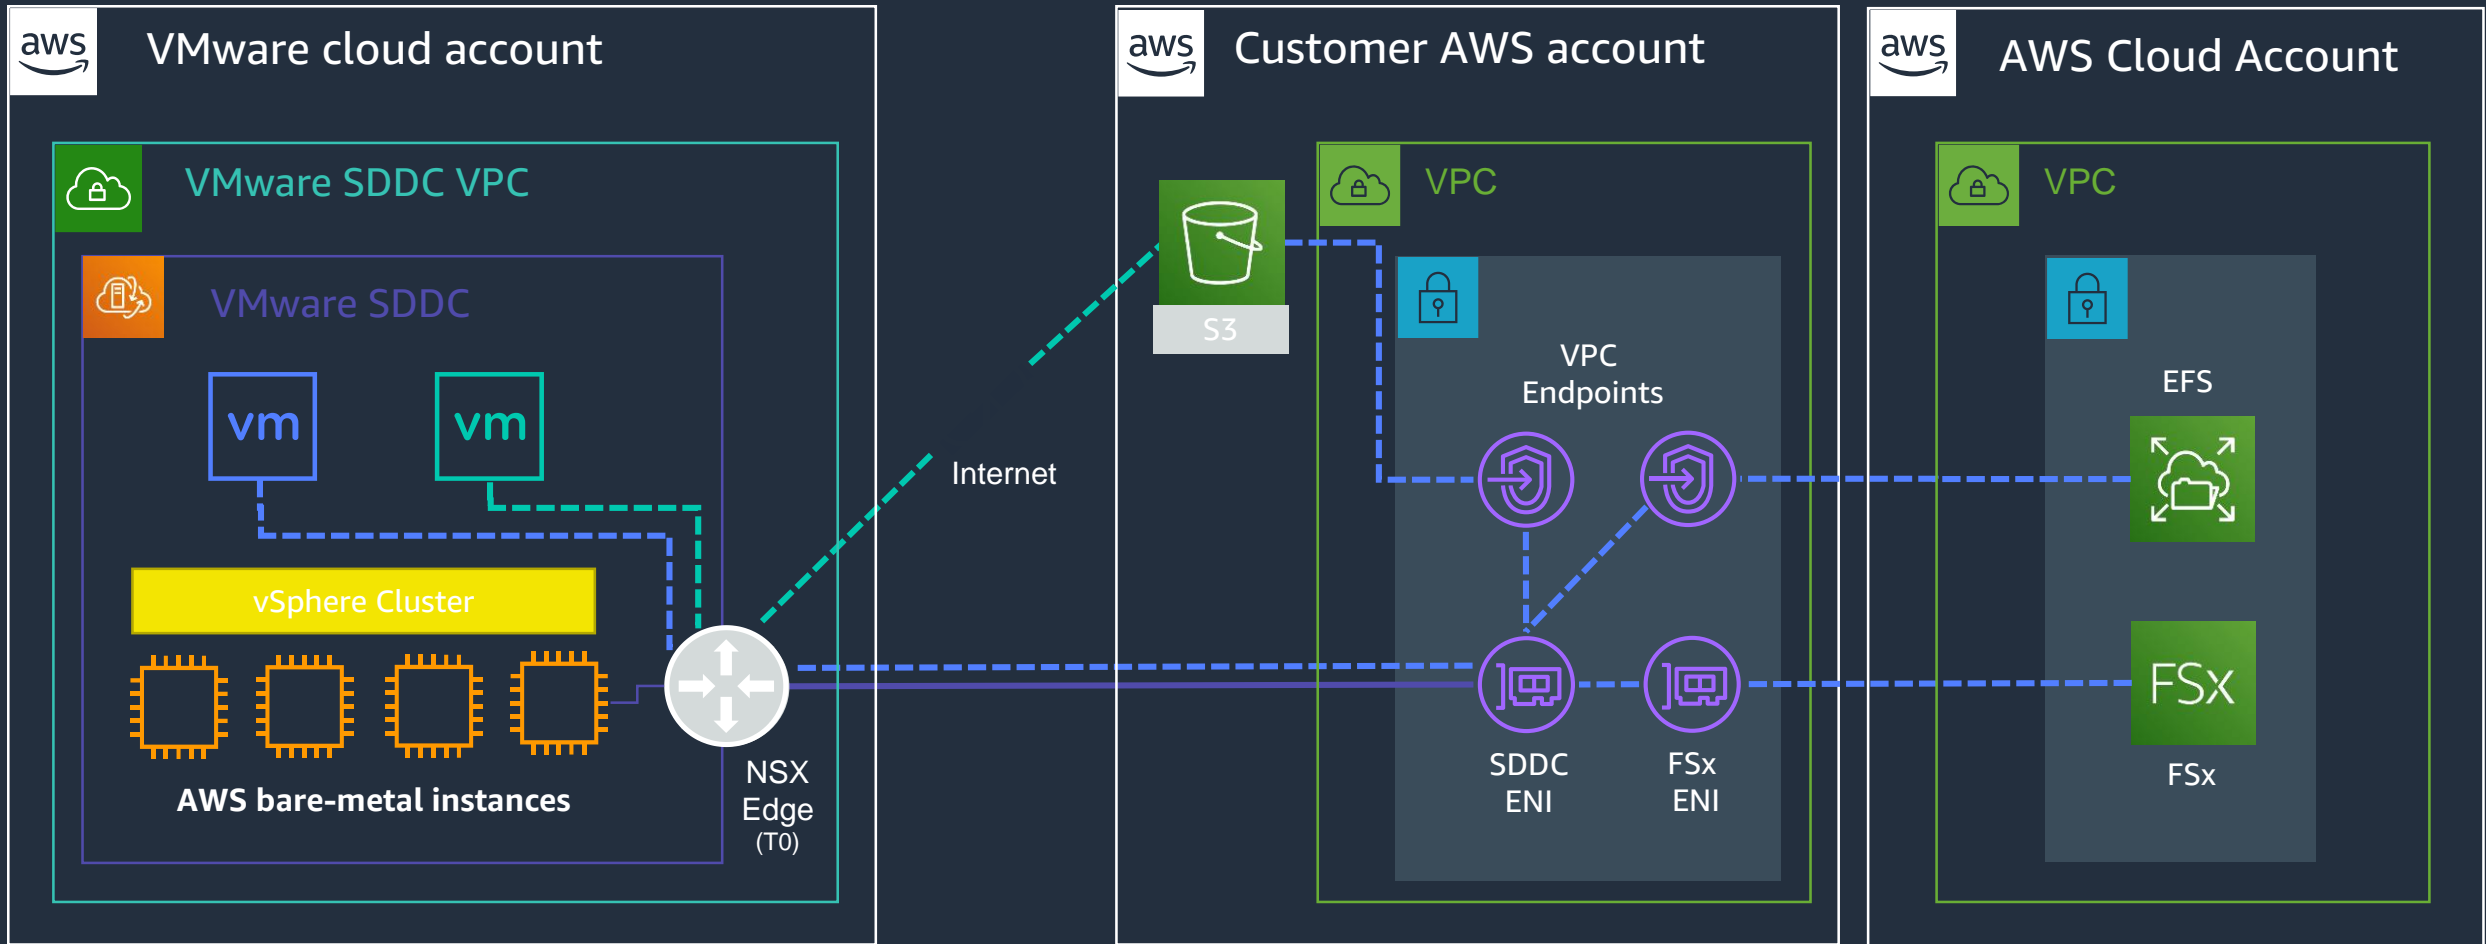 aws
VMware cloud account
VMware SDDC VPC
VMware SDDC
vm
vm
vSphere Cluster
AWS bare-metal instances
NSX
Edge
(T0)
Internet
aws
Customer AWS account
S3
VPC
VPC
Endpoints
SDDC
ENI
FSx
ENI
aws
AWS Cloud Account
VPC
EFS
FSx
FSx